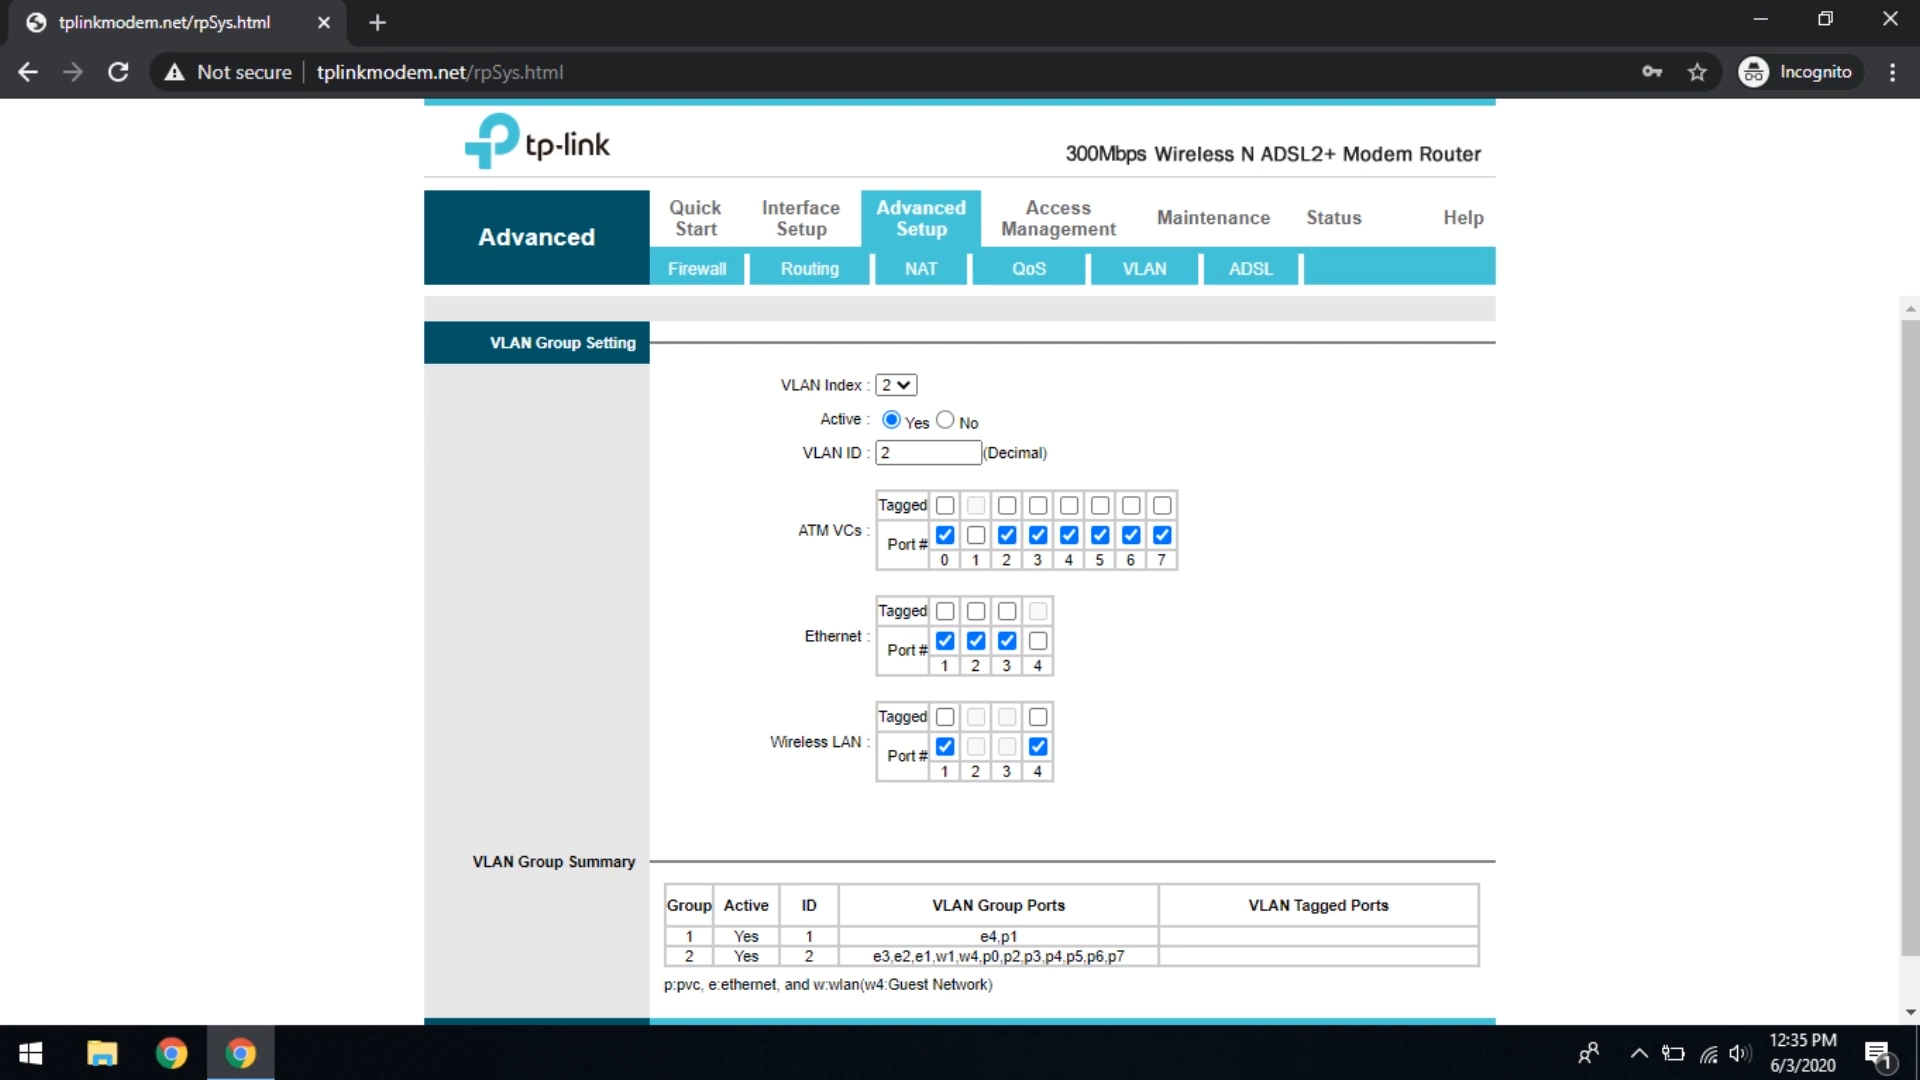 tplinkmodem.net/rpSys.html
Not secure
tplinkmodem.net/rpSys.html
Incognito
tp-link
300Mbps Wireless N ADSL2+ Modem Router
Advanced
Quick Start
Interface Setup
Advanced Setup
Access Management
Maintenance
Status
Help
Firewall
Routing
NAT
QoS
VLAN
ADSL
VLAN Group Setting
VLAN Index : 2
Active : Yes No
VLAN ID : 2 (Decimal)
ATM VCs :
Tagged
Port #
0 1 2 3 4 5 6 7
Ethernet :
Tagged
Port #
1 2 3 4
Wireless LAN :
Tagged
Port #
1 2 3 4
VLAN Group Summary
Group Active ID VLAN Group Ports VLAN Tagged Ports
1 Yes 1 e4,p1
2 Yes 2 e3,e2,e1,w1,w4,p0,p2,p3,p4,p5,p6,p7
p:pvc, e:ethernet, and w:wlan(w4:Guest Network)
12:35 PM
6/3/2020
1